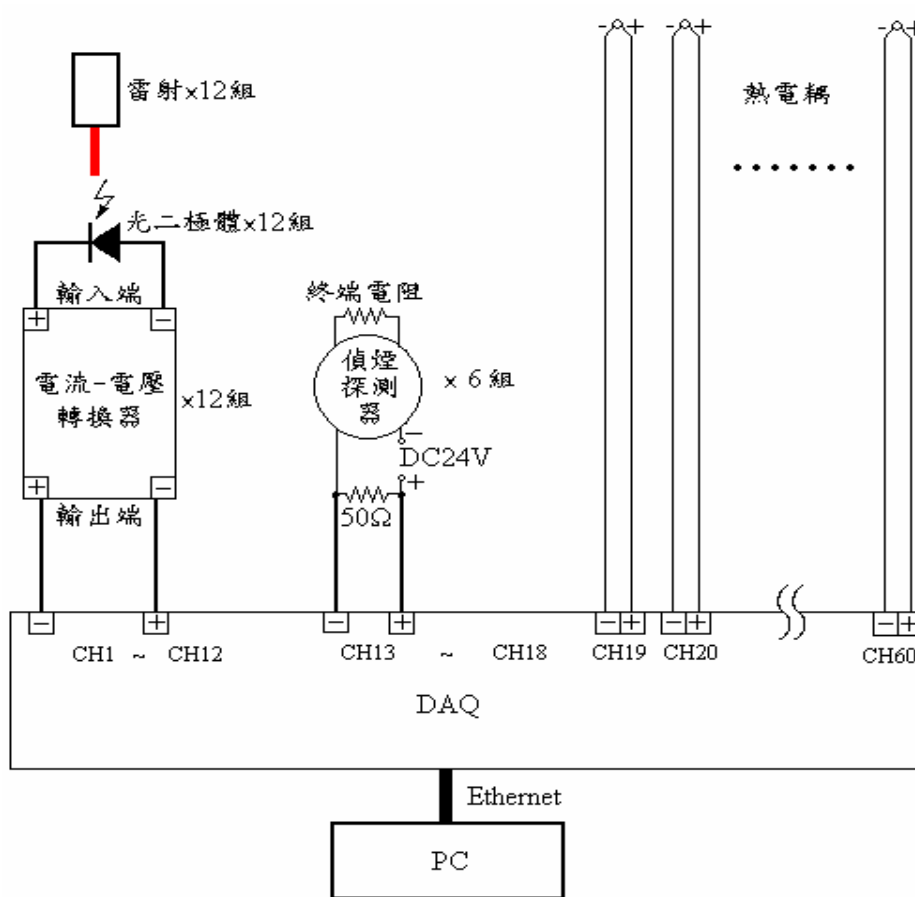 - + - + - +
雷射×12組
熱電耦
光二極體×12組
輸入端
+ -
終端電阻
電流-電壓
轉換器
×12組
偵煙
探測
器
× 6 組
-
DC24V
+
+ -
輸出端
50Ω
- + - + - + - + - +
CH1 ~ CH12 CH13 ~ CH18 CH19 CH20 CH60
DAQ
Ethernet
PC